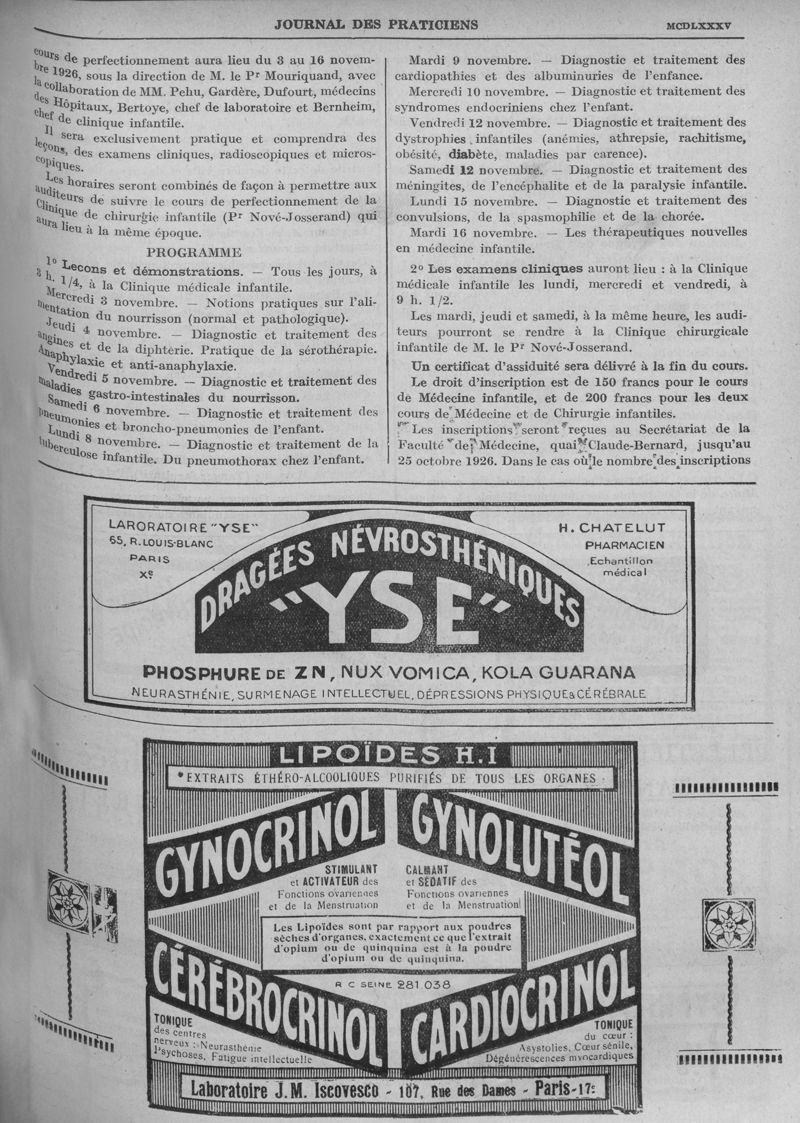 JOURNAL DES PRATICIENS
MCDLXXXV
cours de perfectionnement aura lieu du 3 au 16 novem-
bre 1926, sous la direction de M. le Pr Mouriquand, avec
la collaboration de MM. Pehu, Gardère, Dufourt, médecins
des Hôpitaux, Bertoye, chef de laboratoire et Bernheim,
chef de clinique infantile.
Il sera exclusivement pratique et comprendra des
leçons, des examens cliniques, radioscopiques et micros-
copiques.
Les horaires seront combinés de façon à permettre aux
auditeurs de suivre le cours de perfectionnement de la
Clinique de chirurgie infantile (Pr Nové-Josserand) qui
aura lieu à la même époque.
PROGRAMME
1o Leçons et démonstrations. — Tous les jours, à
3 h. 1/4, à la Clinique médicale infantile.
Mercredi 3 novembre. — Notions pratiques sur l'ali-
mentation du nourrisson (normal et pathologique).
Jeudi 4 novembre. — Diagnostic et traitement des
angines et de la diphtérie. Pratique de la sérothérapie.
Anaphylaxie et anti-anaphylaxie.
Vendredi 5 novembre. — Diagnostic et traitement des
maladies gastro-intestinales du nourrisson.
Samedi 6 novembre. — Diagnostic et traitement des
pneumonies et broncho-pneumonies de l'enfant.
Lundi 8 novembre. — Diagnostic et traitement de la
tuberculose infantile. Du pneumothorax chez l'enfant.
Mardi 9 novembre. — Diagnostic et traitement des
cardiopathies et des albuminuries de l'enfance.
Mercredi 10 novembre. — Diagnostic et traitement des
syndromes endocriniens chez l'enfant.
Vendredi 12 novembre. — Diagnostic et traitement des
dystrophies infantiles (anémies, athrepsie, rachitisme,
obésité, diabète, maladies par carence).
Samedi 12 novembre. — Diagnostic et traitement des
méningites, de l'encéphalite et de la paralysie infantile.
Lundi 15 novembre. — Diagnostic et traitement des
convulsions, de la spasmophilie et de la chorée.
Mardi 16 novembre. — Les thérapeutiques nouvelles
en médecine infantile.
2o Les examens cliniques auront lieu : à la Clinique
médicale infantile les lundi, mercredi et vendredi, à
9 h. 1/2.
Les mardi, jeudi et samedi, à la même heure, les audi-
teurs pourront se rendre à la Clinique chirurgicale
infantile de M. le Pr Nové-Josserand.
Un certificat d'assiduité sera délivré à la fin du cours.
Le droit d'inscription est de 150 francs pour le cours
de Médecine infantile, et de 200 francs pour les deux
cours de Médecine et de Chirurgie infantiles.
Les inscriptions seront reçues au Secrétariat de la
Faculté de Médecine, quai Claude-Bernard, jusqu'au
25 octobre 1926. Dans le cas où le nombre des inscriptions
LARORATOIRE "YSE"
65, R. LOUIS-BLANC
PARIS
Xe
H. CHATELUT
PHARMACIEN
Echantillon
médical
DRAGÉES NÉVROSTHÉNIQUES
"YSE"
PHOSPHURE DE ZN, NUX VOMICA, KOLA GUARANA
NEURASTHÉNIE, SURMENAGE INTELLECTUEL, DÉPRESSIONS PHYSIQUE & CÉRÉBRALE
LIPOÏDES H.I
*EXTRAITS ÉTHÉRO-ALCOOLIQUES PURIFIÉS DE TOUS LES ORGANES
GYNOCRINOL
STIMULANT
et ACTIVATEUR des
Fonctions ovariennes
et de la Menstruation
GYNOLUTÉOL
CALMANT
et SÉDATIF des
Fonctions ovariennes
et de la Menstruation
Les Lipoïdes sont par rapport aux poudres
sèches d'organes, exactement ce que l'extrait
d'opium ou de quinquina est à la poudre
d'opium ou de quinquina.
R C SEINE 281 038
CÉRÉBROCRINOL
TONIQUE
des centres
nerveux : Neurasthénie
Psychoses, Fatigue intellectuelle
CARDIOCRINOL
TONIQUE
du cœur :
Asystolies, Cœur sénile,
Dégénérescences myocardiques
Laboratoire J.M. Iscovesco - 107, Rue des Dames - Paris-17e